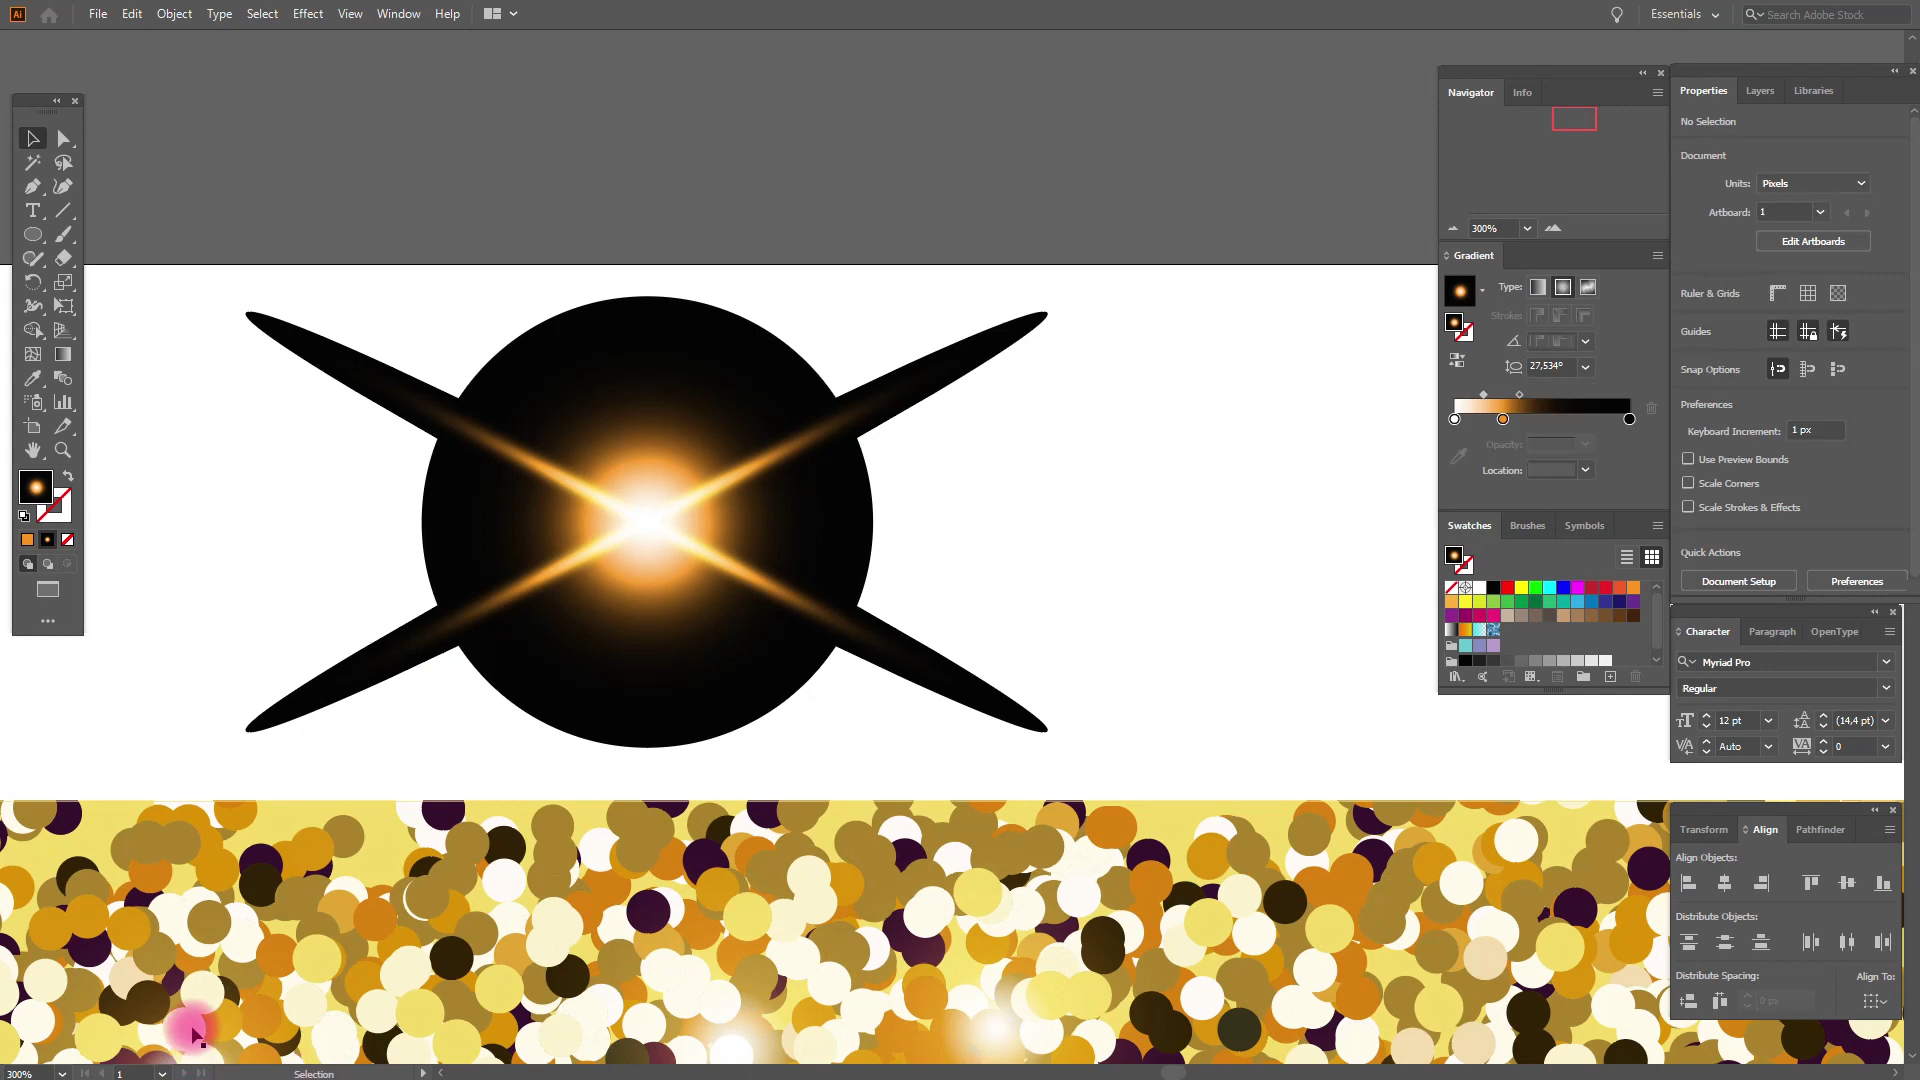 Ai File Edit Object Type Select Effect View Window Help Essentials Search Adobe Stock
Navigator Info
300%
Gradient
Type:
Stroke:
27,534°
Opacity:
Location:
Swatches Brushes Symbols
Properties Layers Libraries
No Selection
Document
Units: Pixels
Artboard: 1
Edit Artboards
Ruler & Grids
Guides
Snap Options
Preferences
Keyboard Increment: 1 px
Use Preview Bounds
Scale Corners
Scale Strokes & Effects
Quick Actions
Document Setup Preferences
Character Paragraph OpenType
Myriad Pro
Regular
12 pt (14,4 pt)
Auto 0
Transform Align Pathfinder
Align Objects:
Distribute Objects:
Distribute Spacing: Align To:
0 px
300% 1 Selection